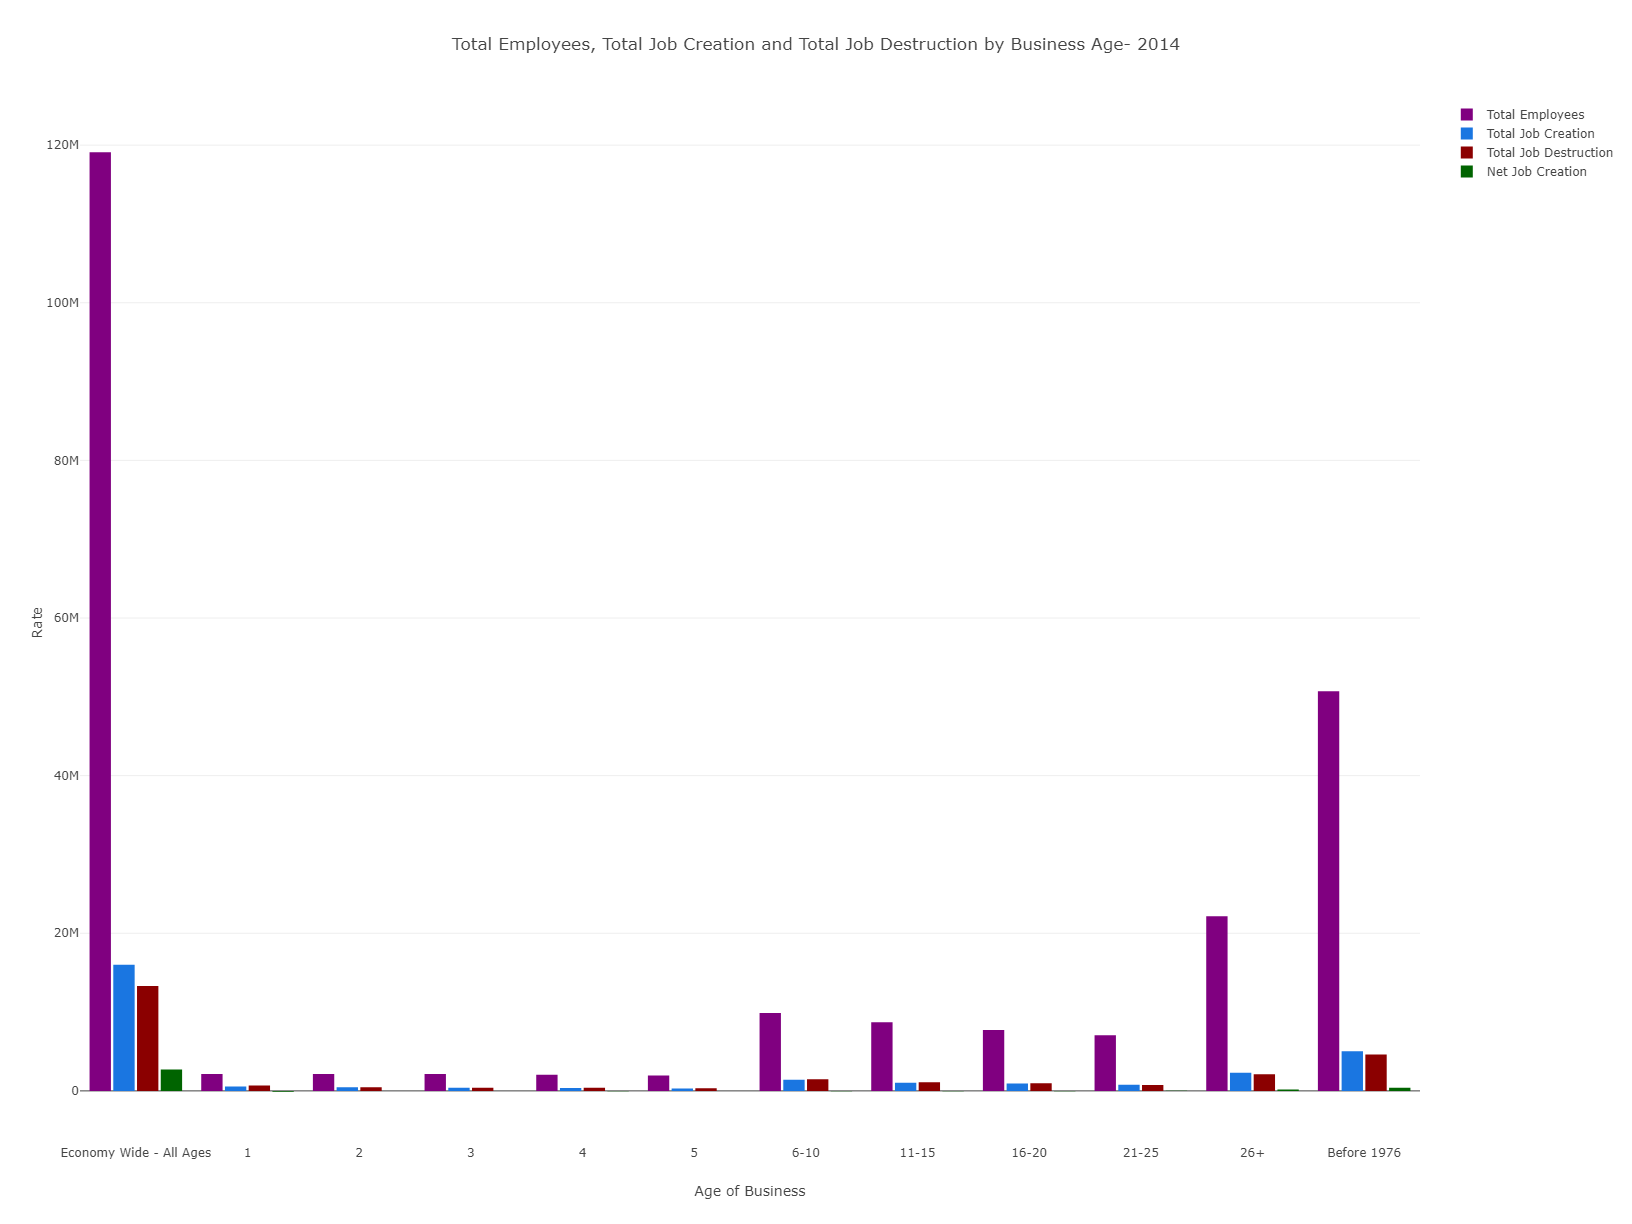 Total Employees, Total Job Creation and Total Job Destruction by Business Age- 2014
Total Employees
Total Job Creation
Total Job Destruction
Net Job Creation
120M
100M
80M
60M
40M
20M
0
Rate
Economy Wide - All Ages 1 2 3 4 5 6-10 11-15 16-20 21-25 26+ Before 1976
Age of Business